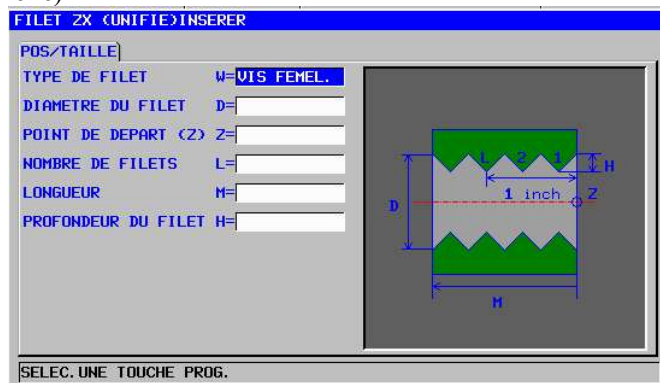 FILET ZX (UNIFIE)INSERER
POS/TAILLE
TYPE DE FILET W=VIS FEMEL.
DIAMETRE DU FILET D=
POINT DE DEPART (Z) Z=
NOMBRE DE FILETS L=
LONGUEUR M=
PROFONDEUR DU FILET H=
L 2 1 H
1 inch Z
D
M
SELEC.UNE TOUCHE PROG.